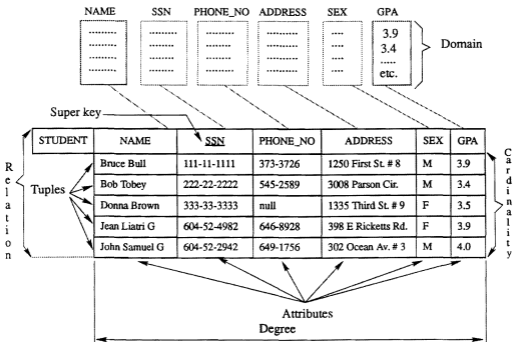 NAME SSN PHONE_NO ADDRESS SEX GPA
3.9
3.4
.....
etc.
Domain
Super key
STUDENT NAME SSN PHONE_NO ADDRESS SEX GPA
Bruce Bull 111-11-1111 373-3726 1250 First St. # 8 M 3.9
Bob Tobey 222-22-2222 545-2589 3008 Parson Cir. M 3.4
Donna Brown 333-33-3333 null 1335 Third St. # 9 F 3.5
Jean Liatri G 604-52-4982 646-8928 398 E Ricketts Rd. F 3.9
John Samuel G 604-52-2942 649-1756 302 Ocean Av. # 3 M 4.0
Relation
Tuples
Cardinality
Attributes
Degree